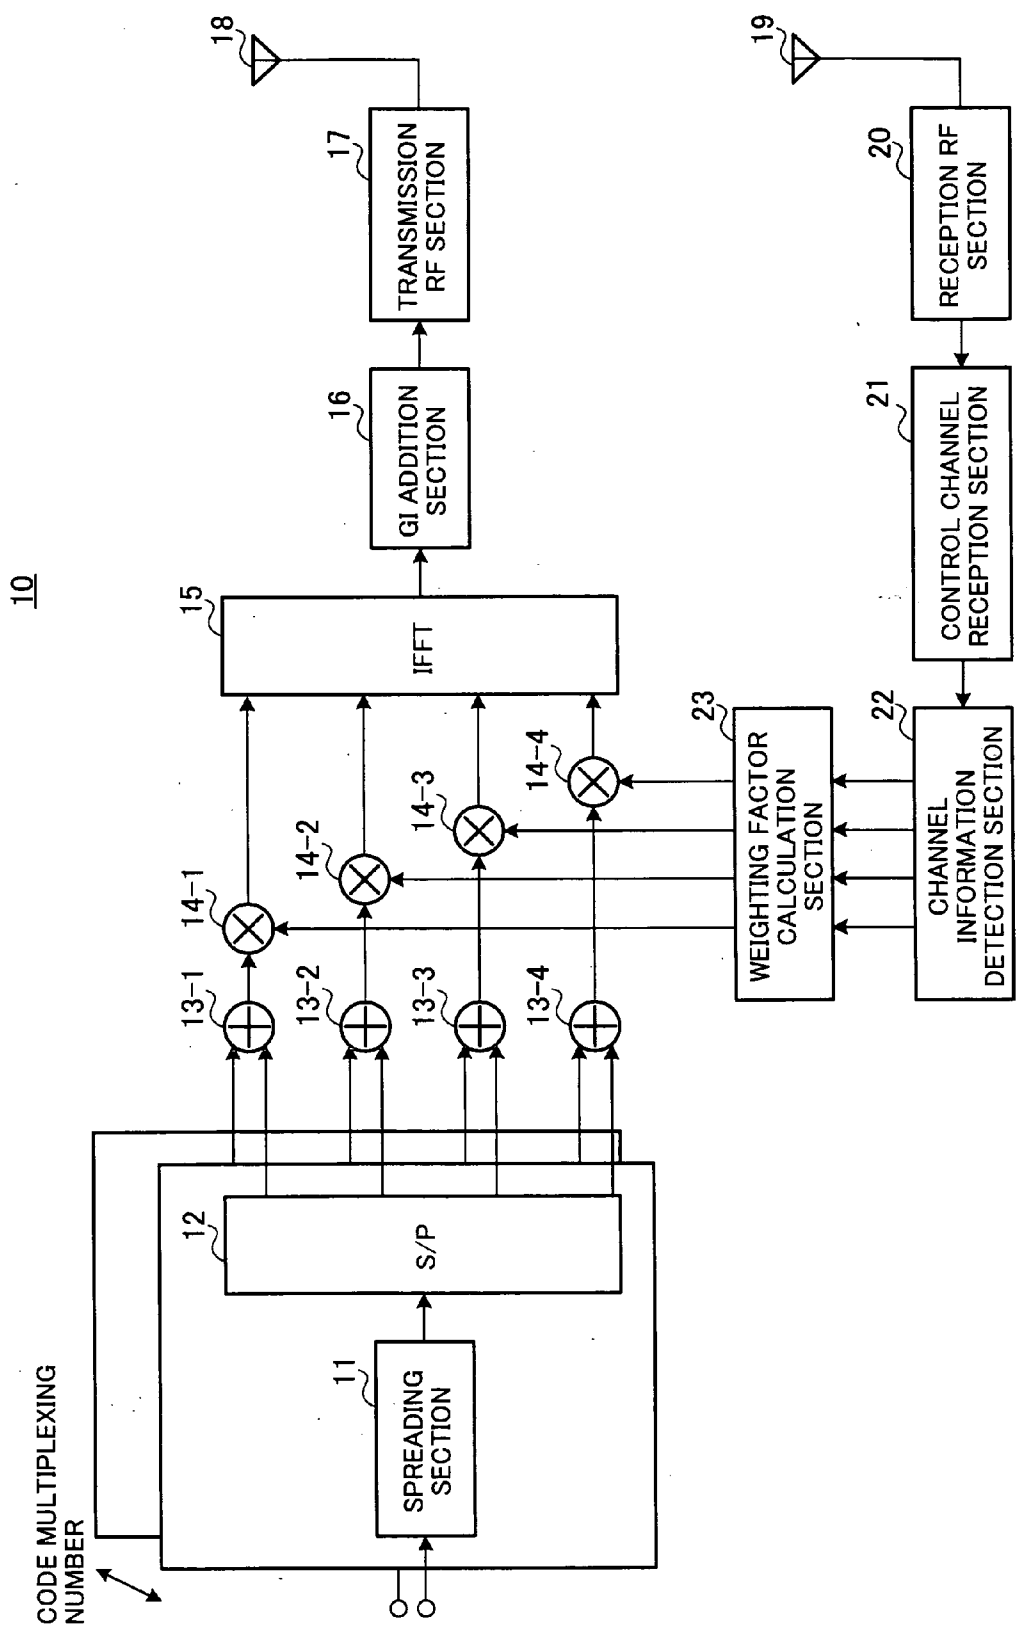 10
CODE MULTIPLEXING
NUMBER
11
SPREADING
SECTION
12
S/P
13-1
13-2
13-3
13-4
14-1
14-2
14-3
14-4
15
IFFT
16
GI ADDITION
SECTION
17
TRANSMISSION
RF SECTION
18
19
20
RECEPTION RF
SECTION
21
CONTROL CHANNEL
RECEPTION SECTION
22
CHANNEL
INFORMATION
DETECTION SECTION
23
WEIGHTING FACTOR
CALCULATION
SECTION